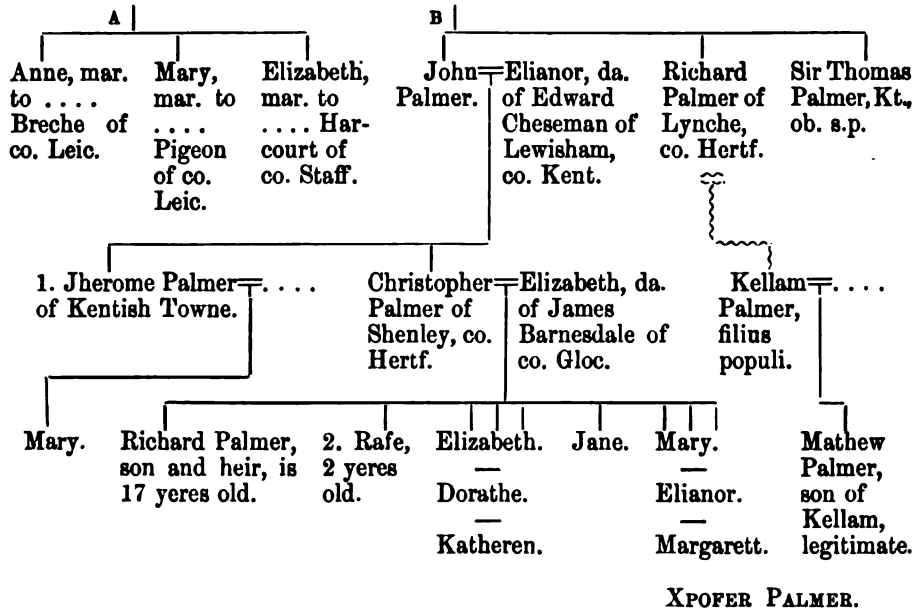 A
B
Anne, mar.
to . . . .
Breche of
co. Leic.
Mary,
mar. to
. . . .
Pigeon
of co.
Leic.
Elizabeth,
mar. to
. . . . Har-
court of
co. Staff.
John
Palmer.
Elianor, da.
of Edward
Cheseman of
Lewisham,
co. Kent.
Richard
Palmer of
Lynche,
co. Hertf.
Sir Thomas
Palmer, Kt.,
ob. s.p.
1. Jherome Palmer
of Kentish Towne.
. . . .
Christopher
Palmer of
Shenley, co.
Hertf.
Elizabeth, da.
of James
Barnesdale of
co. Gloc.
Kellam
Palmer,
filius
populi.
. . . .
Mary.
Richard Palmer,
son and heir, is
17 yeres old.
2. Rafe,
2 yeres
old.
Elizabeth.
—
Dorathe.
—
Katheren.
Jane.
Mary.
—
Elianor.
—
Margarett.
Mathew
Palmer,
son of
Kellam,
legitimate.
XPOFER PALMER.